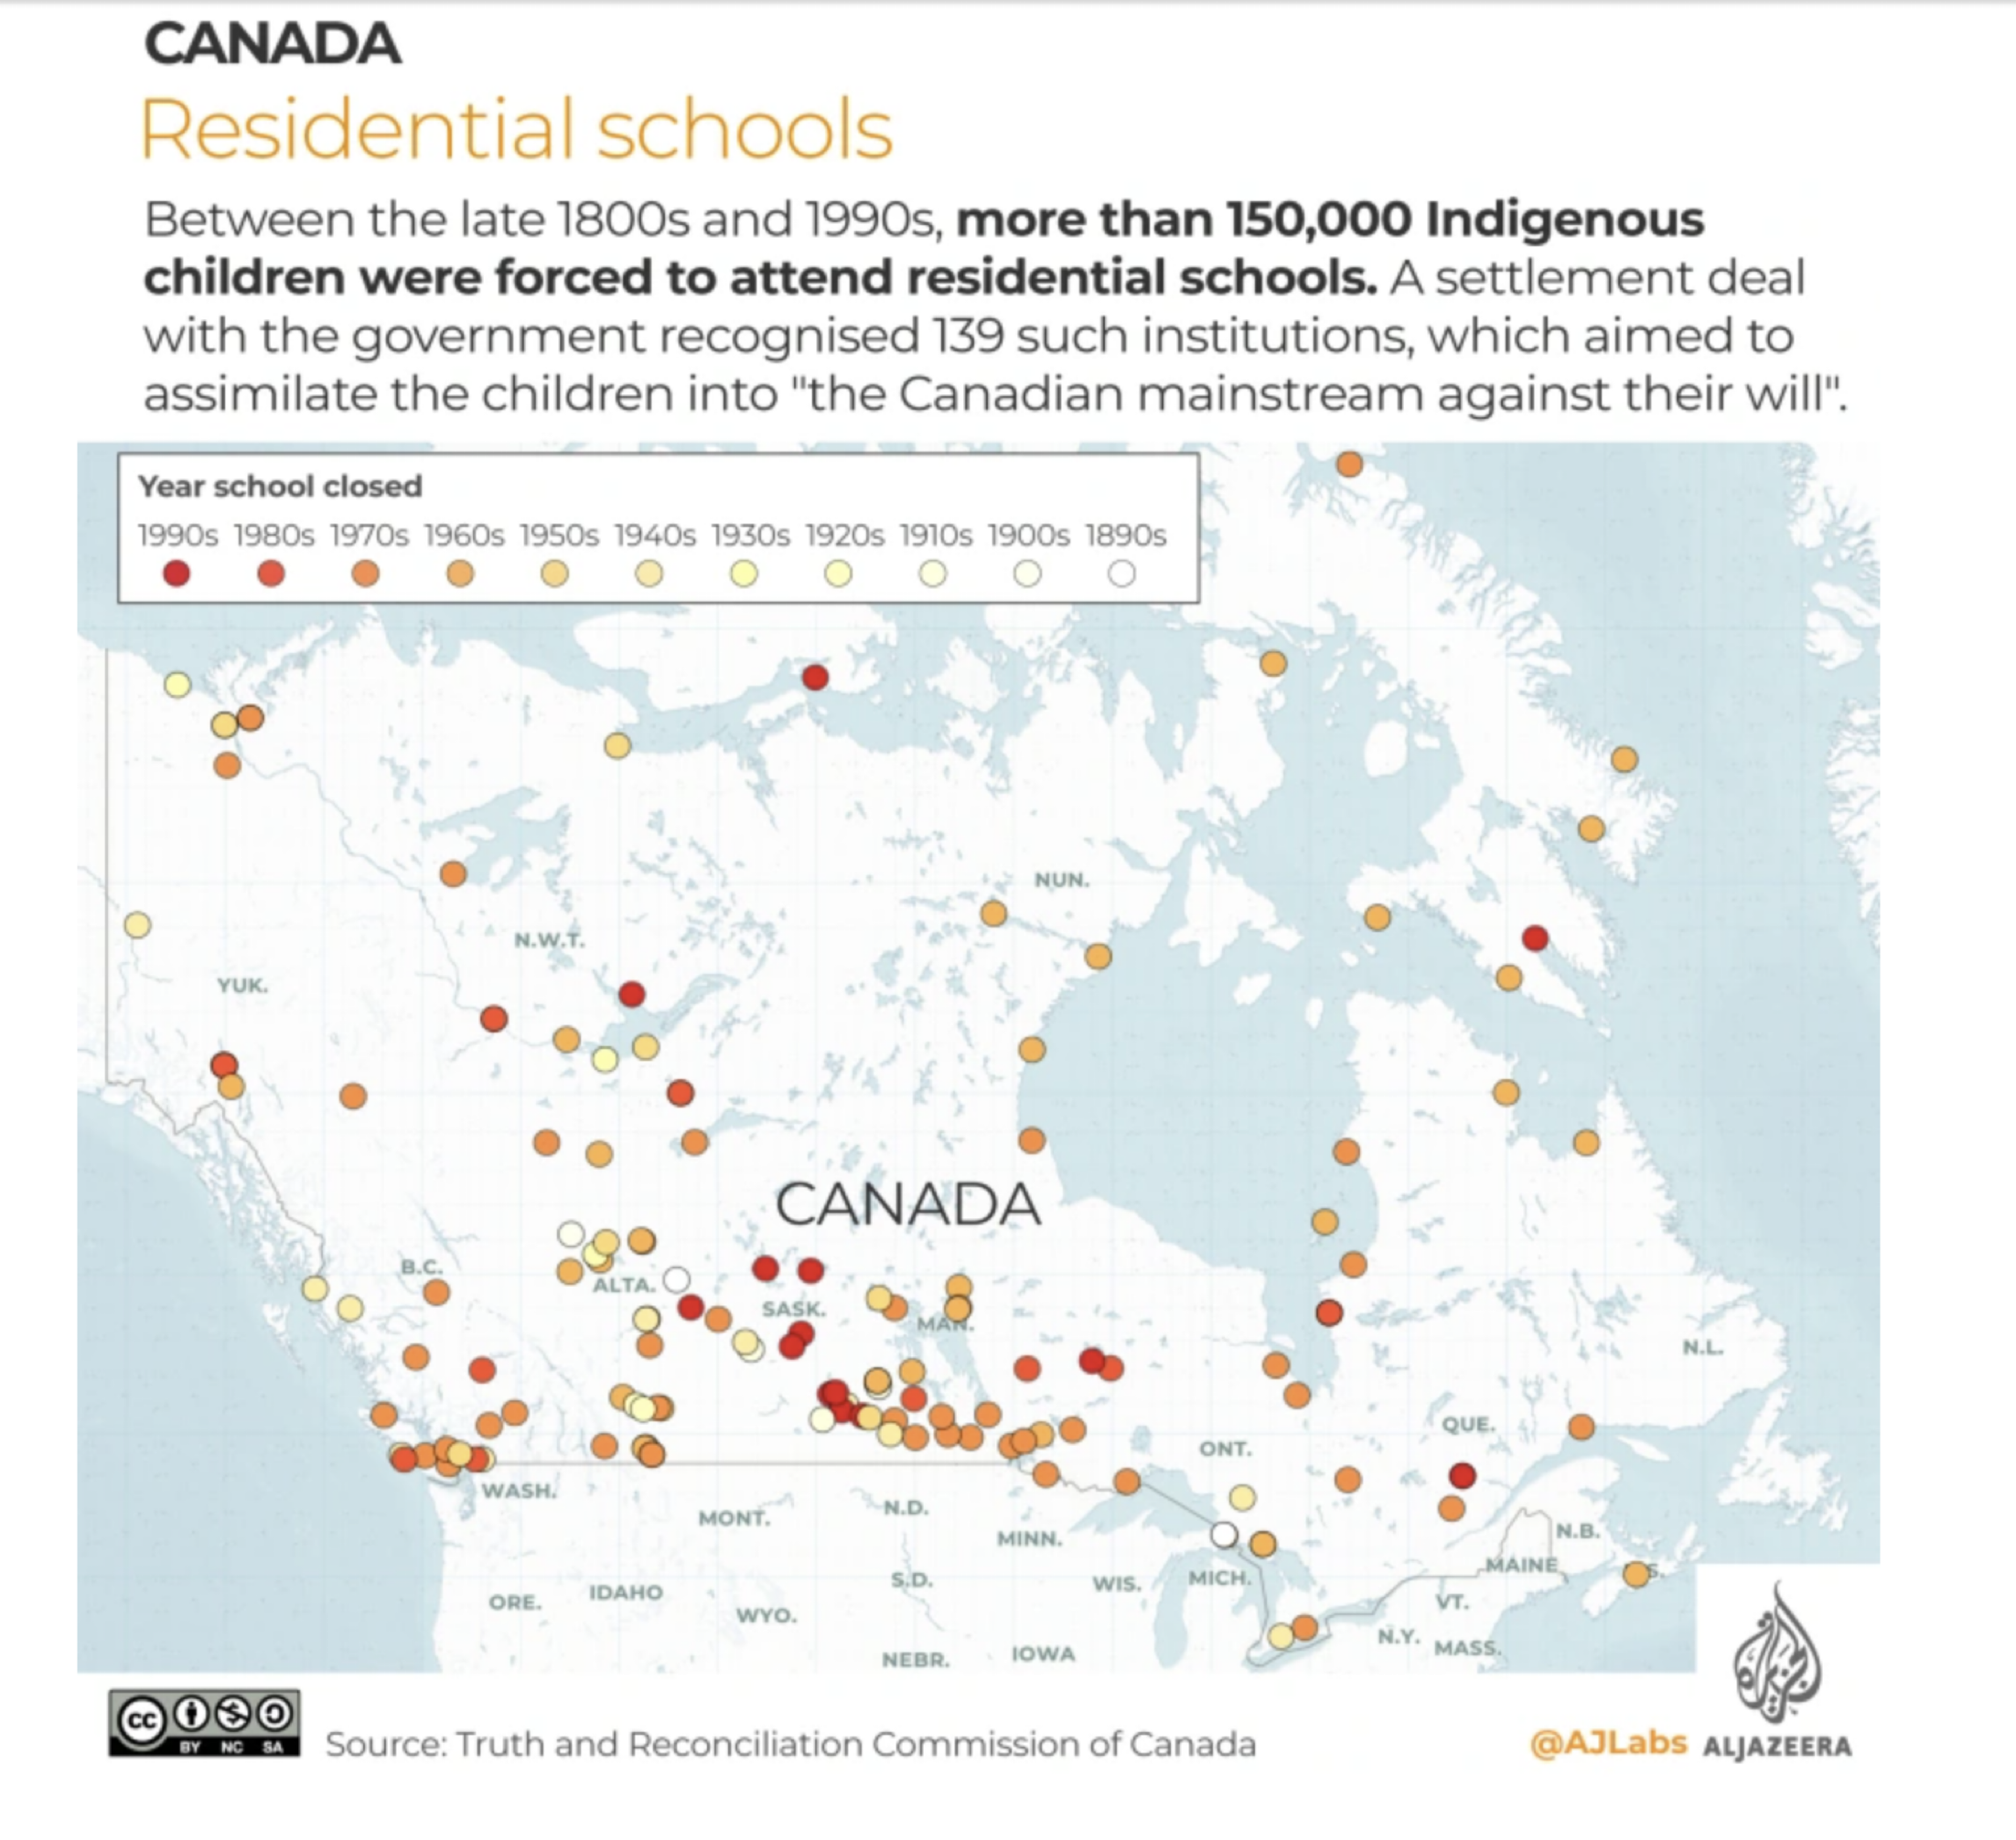 CANADA
Residential schools
Between the late 1800s and 1990s, more than 150,000 Indigenous
children were forced to attend residential schools. A settlement deal
with the government recognised 139 such institutions, which aimed to
assimilate the children into "the Canadian mainstream against their will".
Year school closed
1990s 1980s 1970s 1960s 1950s 1940s 1930s 1920s 1910s 1900s 1890s
NUN.
N.W.T.
YUK.
CANADA
B.C.
ALTA.
SASK.
MAN.
N.L.
QUE.
ONT.
WASH.
N.D.
MONT.
N.B.
MINN.
MAINE
S.
S.D.
WIS.
MICH.
IDAHO
ORE.
VT.
WYO.
N.Y.
MASS.
IOWA
NEBR.
cc
BY NC SA
Source: Truth and Reconciliation Commission of Canada
@AJLabs ALJAZEERA